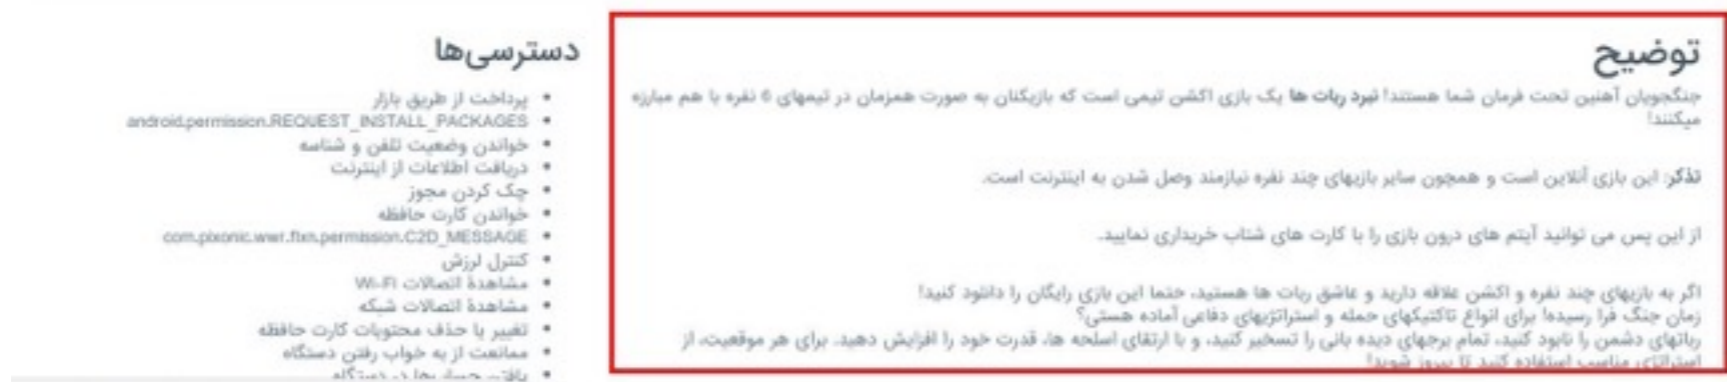 توضیح
جنگجویان آهنین تحت فرمان شما هستند! نبرد ربات ها یک بازی اکشن تیمی است که بازیکنان به صورت همزمان در تیمهای 6 نفره با هم مبارزه
میکنند!
تذکر: این بازی آنلاین است و همچون سایر بازیهای چند نفره نیازمند وصل شدن به اینترنت است.
از این پس می توانید آیتم های درون بازی را با کارت های شتاب خریداری نمایید.
اگر به بازیهای چند نفره و اکشن علاقه دارید و عاشق ربات ها هستید، حتما این بازی رایگان را دانلود کنید!
زمان جنگ فرا رسیده! برای انواع تاکتیکهای حمله و استراتژیهای دفاعی آماده هستی؟
رباتهای دشمن را نابود کنید، تمام برجهای دیده بانی را تسخیر کنید، و با ارتقای اسلحه ها، قدرت خود را افزایش دهید. برای هر موقعیت، از
استراتژی مناسب استفاده کنید تا پیروز شوید!
دسترسی‌ها
• پرداخت از طریق بازار
• android.permission.REQUEST_INSTALL_PACKAGES
• خواندن وضعیت تلفن و شناسه
• دریافت اطلاعات از اینترنت
• چک کردن مجوز
• خواندن کارت حافظه
• com.pixonic.wwr.flxn.permission.C2D_MESSAGE
• کنترل لرزش
• مشاهدهٔ اتصالات Wi-Fi
• مشاهدهٔ اتصالات شبکه
• تغییر یا حذف محتویات کارت حافظه
• ممانعت از به خواب رفتن دستگاه
• یافتن حساب‌ها در دستگاه